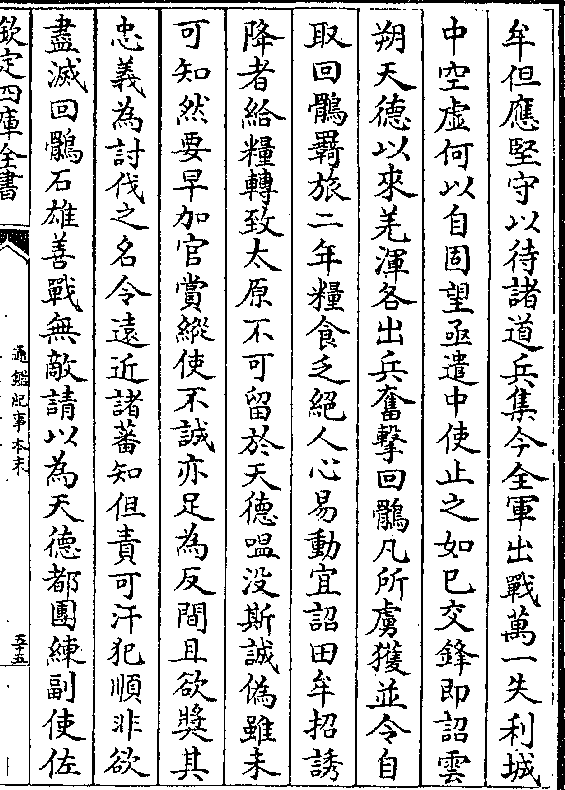 牟但應堅守以待諸道兵集今全軍出戰萬一失利城
中空虚何以自固望亟遣中使止之如已交鋒即詔雲
朔天德以來羌渾各出兵奮擊回鶻凡所虜獲並令自
取回鶻羇旅二年糧食乏絕人心易動宜詔田牟招誘
降者給糧轉致太原不可留於天德嗢没斯誠偽雖未
可知然要早加官賞縱使不誠亦足為反間且欲獎其
忠義為討伐之名令遠近諸蕃知但責可汗犯順非欲
盡滅回鶻石雄善戰無敵請以為天德都團練副使佐
欽定四庫全書
通鑑紀事本末
五十五